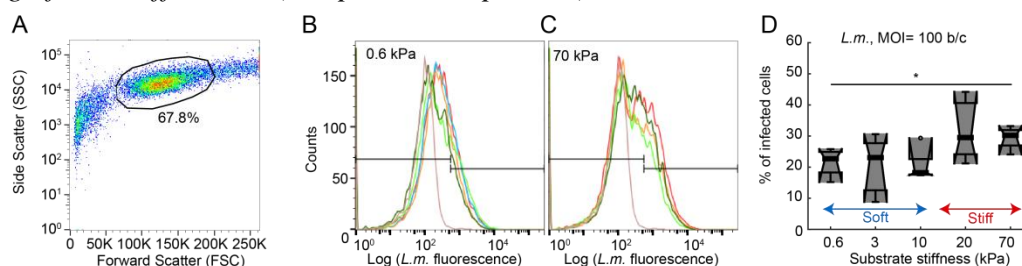 A
Side Scatter (SSC)
10⁵
10⁴
10³
10²
10¹
10⁰
67.8%
0 50K 100K 150K 200K 250K
Forward Scatter (FSC)
B
Counts
150
100
50
0
0.6 kPa
10⁰ 10² 10⁴
Log (L.m. fluorescence)
C
70 kPa
10⁰ 10² 10⁴
Log (L.m. fluorescence)
D
L.m., MOI= 100 b/c
% of infected cells
60
50
40
30
20
10
*
Soft Stiff
0.6 3 10 20 70
Substrate stiffness (kPa)